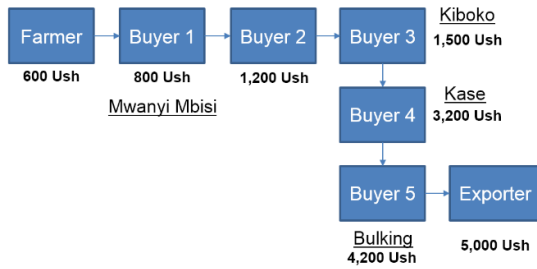 Kiboko
Farmer
Buyer 1
Buyer 2
Buyer 3
1,500 Ush
600 Ush
800 Ush
1,200 Ush
Mwanyi Mbisi
Kase
Buyer 4
3,200 Ush
Buyer 5
Exporter
Bulking
4,200 Ush
5,000 Ush